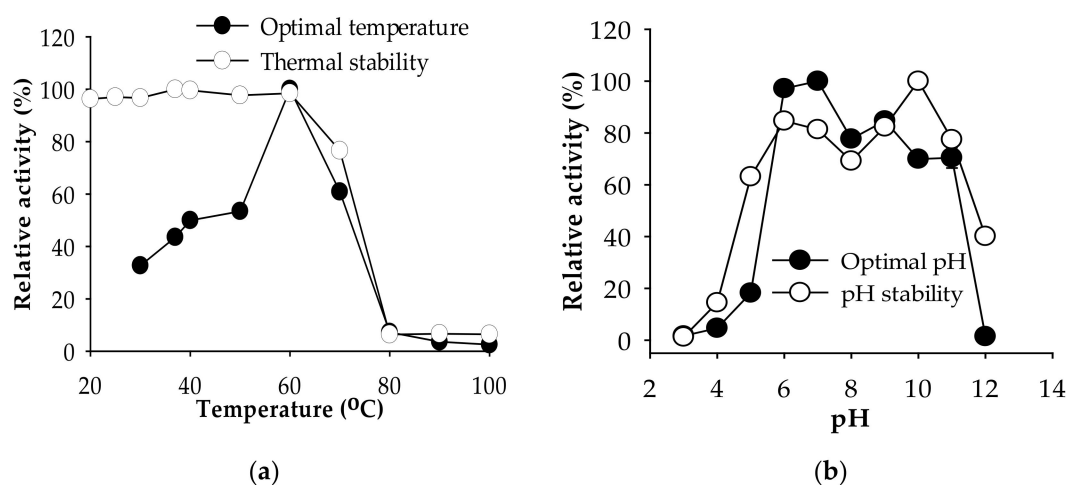 Optimal temperature
Thermal stability
120
100
80
60
40
20
0
Relative activity (%)
20 40 60 80 100
Temperature (⁰C)
(a)
120
100
80
60
40
20
0
Relative activity (%)
Optimal pH
pH stability
2 4 6 8 10 12 14
pH
(b)